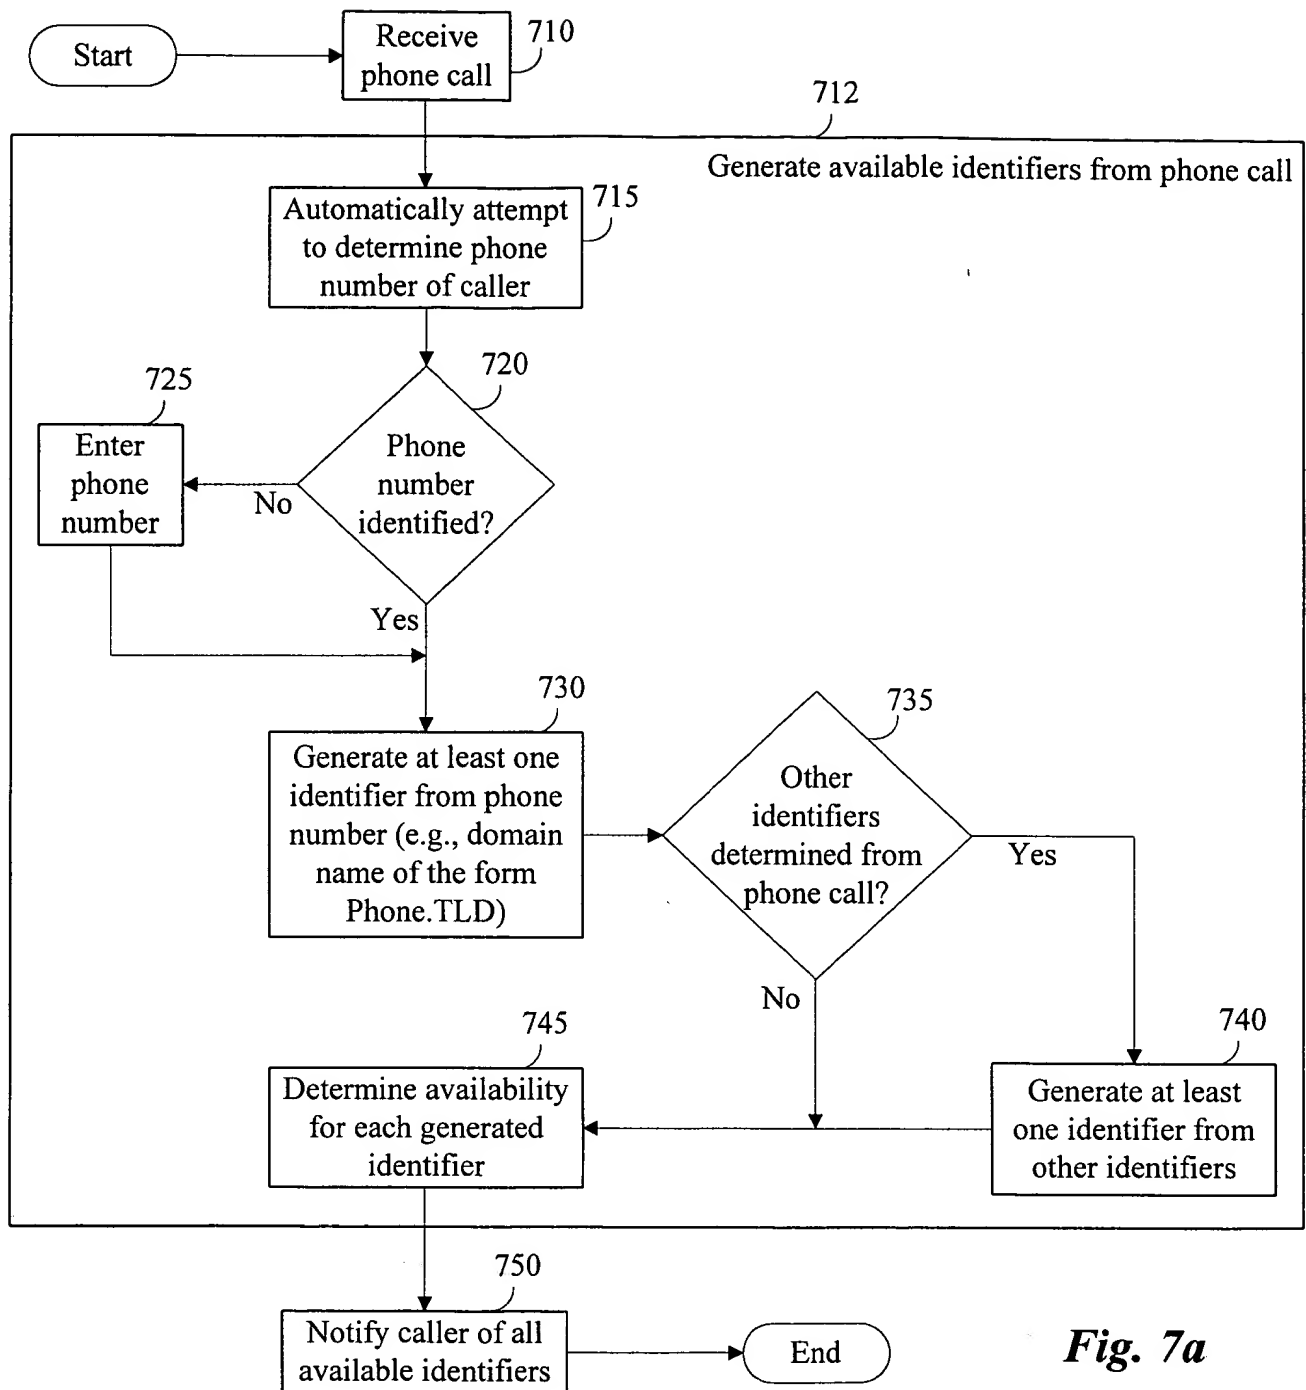 Start
Receive
phone call
710
712
Generate available identifiers from phone call
Automatically attempt
to determine phone
number of caller
715
720
Phone
number
identified?
725
Enter
phone
number
No
Yes
730
Generate at least one
identifier from phone
number (e.g., domain
name of the form
Phone.TLD)
735
Other
identifiers
determined from
phone call?
Yes
No
740
Generate at least
one identifier from
other identifiers
745
Determine availability
for each generated
identifier
750
Notify caller of all
available identifiers
End
Fig. 7a